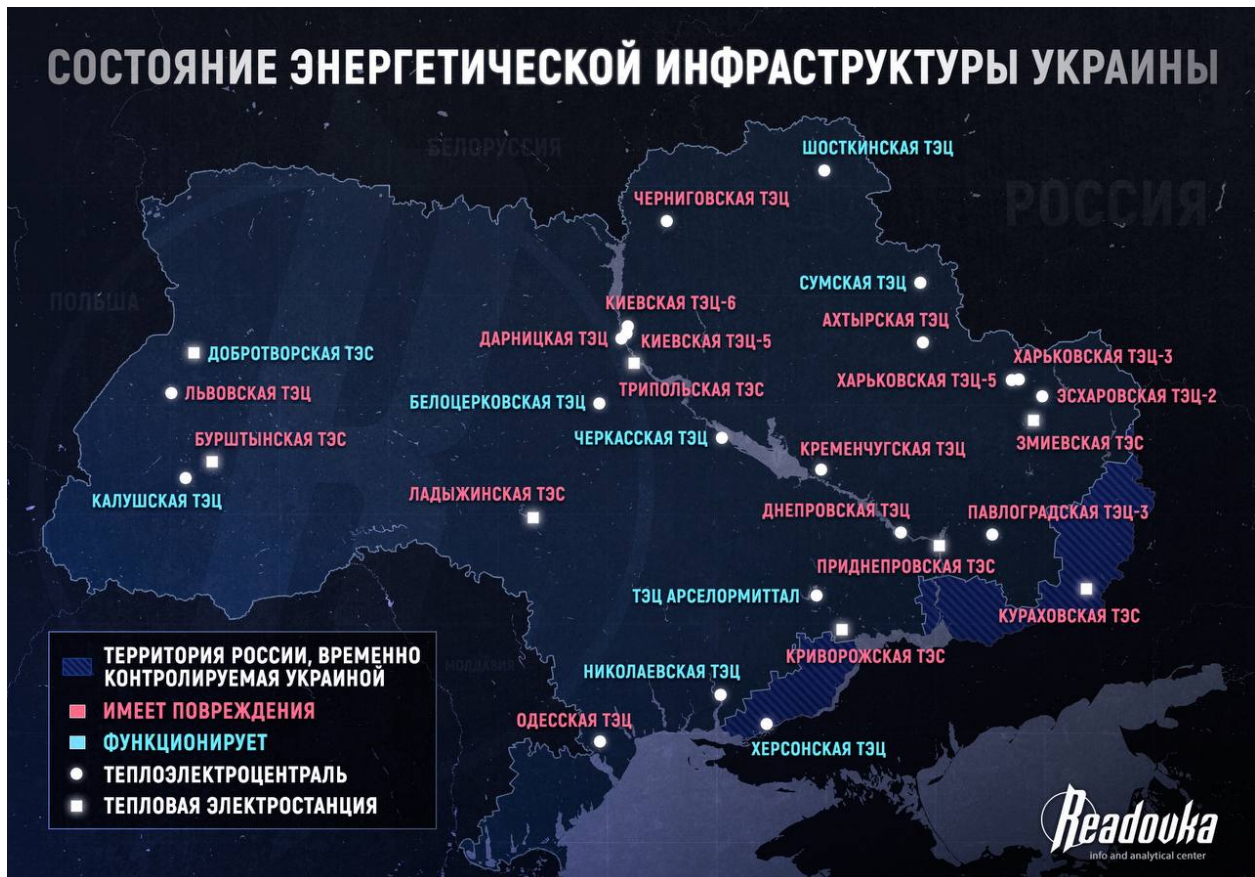 СОСТОЯНИЕ ЭНЕРГЕТИЧЕСКОЙ ИНФРАСТРУКТУРЫ УКРАИНЫ
БЕЛОРУССИЯ
ШОСТКИНСКАЯ ТЭЦ
ЧЕРНИГОВСКАЯ ТЭЦ
РОССИЯ
СУМСКАЯ ТЭЦ
ПОЛЬША
КИЕВСКАЯ ТЭЦ-6
АХТЫРСКАЯ ТЭЦ
ДАРНИЦКАЯ ТЭЦ
КИЕВСКАЯ ТЭЦ-5
ДОБРОТВОРСКАЯ ТЭС
ХАРЬКОВСКАЯ ТЭЦ-3
ХАРЬКОВСКАЯ ТЭЦ-5
ЛЬВОВСКАЯ ТЭЦ
ТРИПОЛЬСКАЯ ТЭС
ЭСХАРОВСКАЯ ТЭЦ-2
БЕЛОЦЕРКОВСКАЯ ТЭЦ
БУРШТЫНСКАЯ ТЭС
ЧЕРКАССКАЯ ТЭЦ
ЗМИЕВСКАЯ ТЭС
КРЕМЕНЧУГСКАЯ ТЭЦ
КАЛУШСКАЯ ТЭЦ
ЛАДЫЖИНСКАЯ ТЭС
ДНЕПРОВСКАЯ ТЭЦ
ПАВЛОГРАДСКАЯ ТЭЦ-3
ПРИДНЕПРОВСКАЯ ТЭС
ТЭЦ АРСЕЛОРМИТТАЛ
КУРАХОВСКАЯ ТЭС
КРИВОРОЖСКАЯ ТЭС
МОЛДАВИЯ
НИКОЛАЕВСКАЯ ТЭЦ
ОДЕССКАЯ ТЭЦ
ХЕРСОНСКАЯ ТЭЦ
ТЕРРИТОРИЯ РОССИИ, ВРЕМЕННО
КОНТРОЛИРУЕМАЯ УКРАИНОЙ
ИМЕЕТ ПОВРЕЖДЕНИЯ
ФУНКЦИОНИРУЕТ
ТЕПЛОЭЛЕКТРОЦЕНТРАЛЬ
ТЕПЛОВАЯ ЭЛЕКТРОСТАНЦИЯ
Readovka
info and analytical center